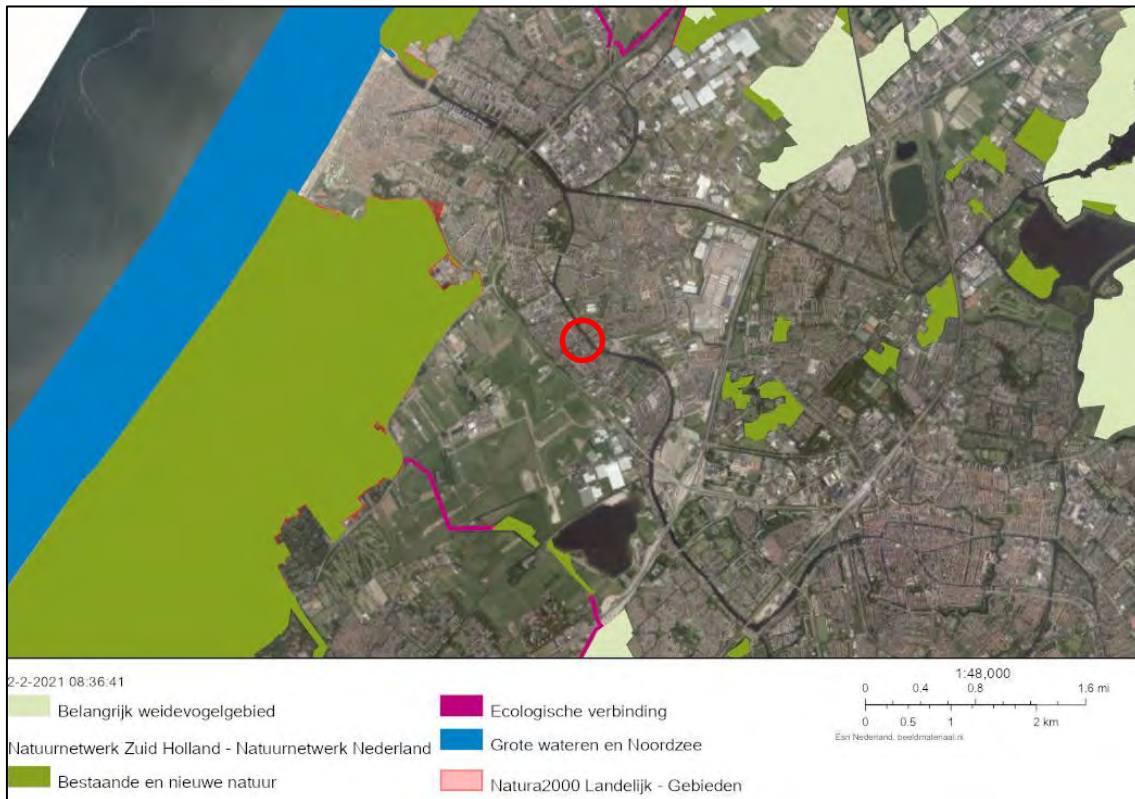 2-2-2021 08:36:41
Belangrijk weidevogelgebied
Natuurnetwerk Zuid Holland - Natuurnetwerk Nederland
Bestaande en nieuwe natuur
Ecologische verbinding
Grote wateren en Noordzee
Natura2000 Landelijk - Gebieden
1:48,000
0 0.4 0.8 1.6 mi
0 0.5 1 2 km
Esri Nederland, beeldmateriaal.nl